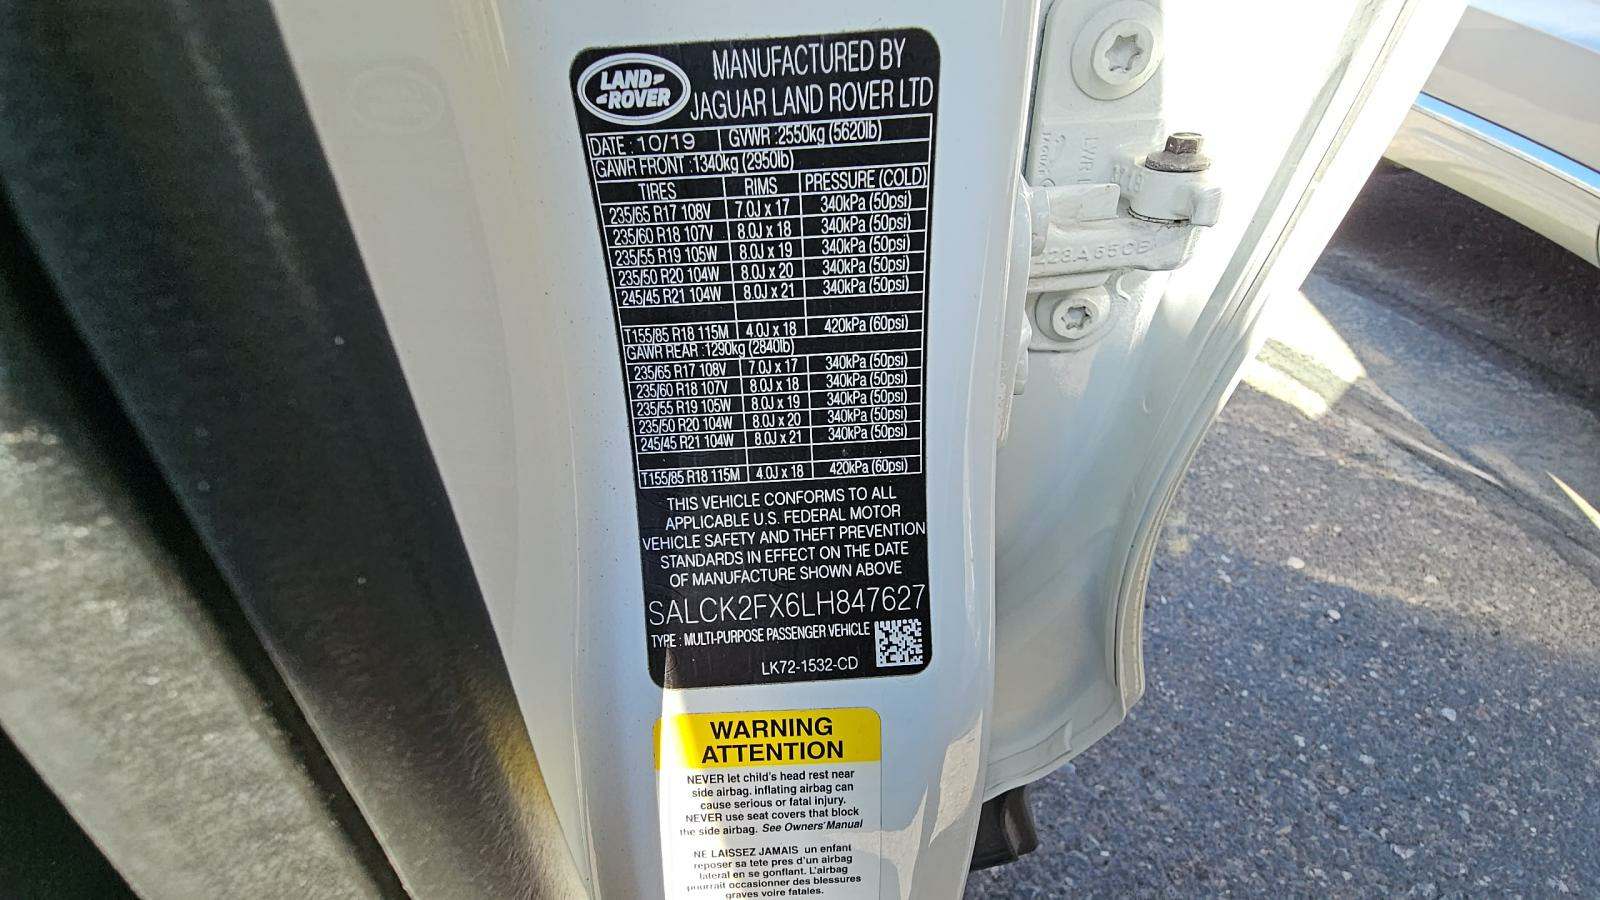 LAND ROVER
MANUFACTURED BY
JAGUAR LAND ROVER LTD
DATE : 10/19 GVWR :2550kg (5620lb)
GAWR FRONT :1340kg (2950lb)
TIRES RIMS PRESSURE (COLD)
235/65 R17 108V 7.0J x 17 340kPa (50psi)
235/60 R18 107V 8.0J x 18 340kPa (50psi)
235/55 R19 105W 8.0J x 19 340kPa (50psi)
235/50 R20 104W 8.0J x 20 340kPa (50psi)
245/45 R21 104W 8.0J x 21 340kPa (50psi)
T155/85 R18 115M 4.0J x 18 420kPa (60psi)
GAWR REAR :1290kg (2840lb)
235/65 R17 108V 7.0J x 17 340kPa (50psi)
235/60 R18 107V 8.0J x 18 340kPa (50psi)
235/55 R19 105W 8.0J x 19 340kPa (50psi)
235/50 R20 104W 8.0J x 20 340kPa (50psi)
245/45 R21 104W 8.0J x 21 340kPa (50psi)
T155/85 R18 115M 4.0J x 18 420kPa (60psi)
THIS VEHICLE CONFORMS TO ALL
APPLICABLE U.S. FEDERAL MOTOR
VEHICLE SAFETY AND THEFT PREVENTION
STANDARDS IN EFFECT ON THE DATE
OF MANUFACTURE SHOWN ABOVE
SALCK2FX6LH847627
TYPE : MULTI-PURPOSE PASSENGER VEHICLE
LK72-1532-CD
WARNING
ATTENTION
NEVER let child's head rest near
side airbag. inflating airbag can
cause serious or fatal injury.
NEVER use seat covers that block
the side airbag. See Owners' Manual
NE LAISSEZ JAMAIS un enfant
reposer sa tete pres d'un airbag
lateral en se gonflant. L'airbag
pourrait occasionner des blessures
graves voire fatales.